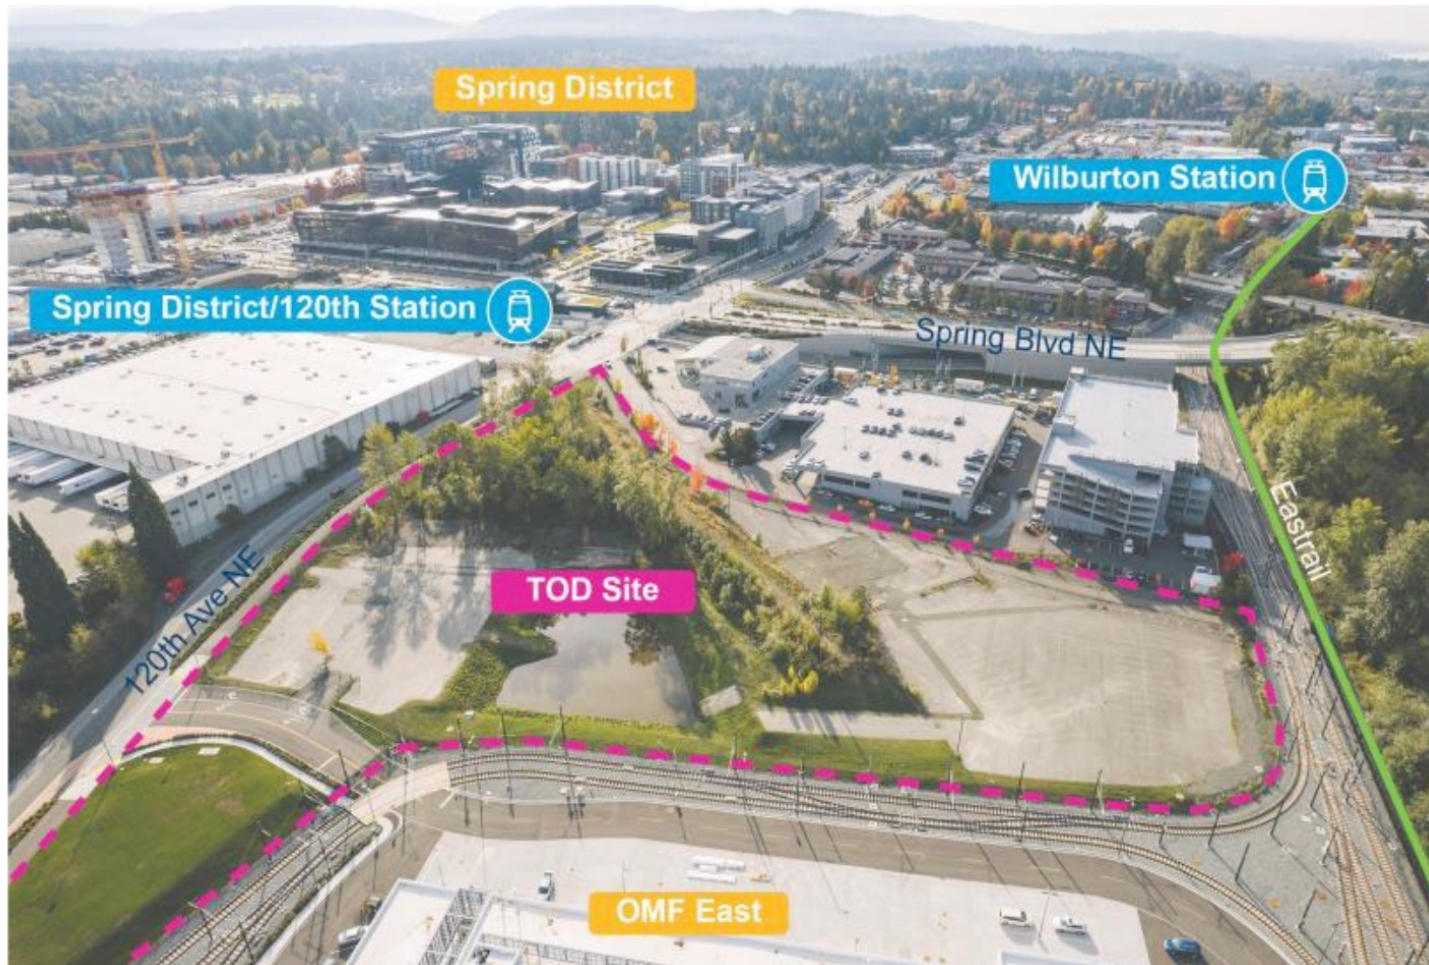 Spring District
Wilburton Station
Spring District/120th Station
Spring Blvd NE
Eastrail
TOD Site
120th Ave NE
OMF East